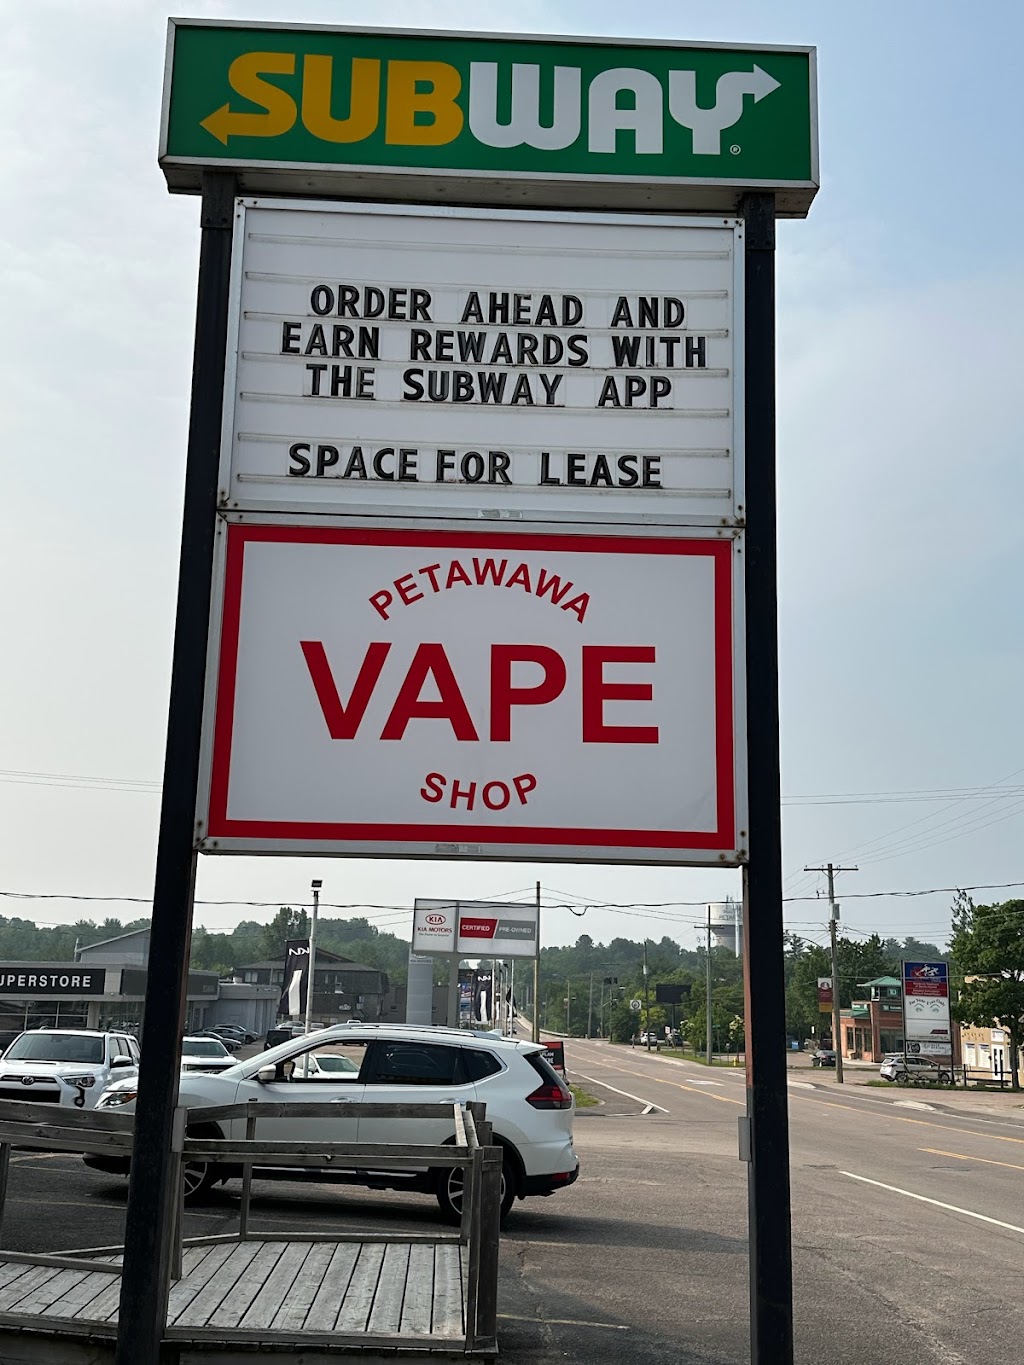 SUBWAY®
ORDER AHEAD AND
EARN REWARDS WITH
THE SUBWAY APP
SPACE FOR LEASE
PETAWAWA
VAPE
SHOP
KIA
KIA MOTORS
CERTIFIED PRE-OWNED
UPERSTORE